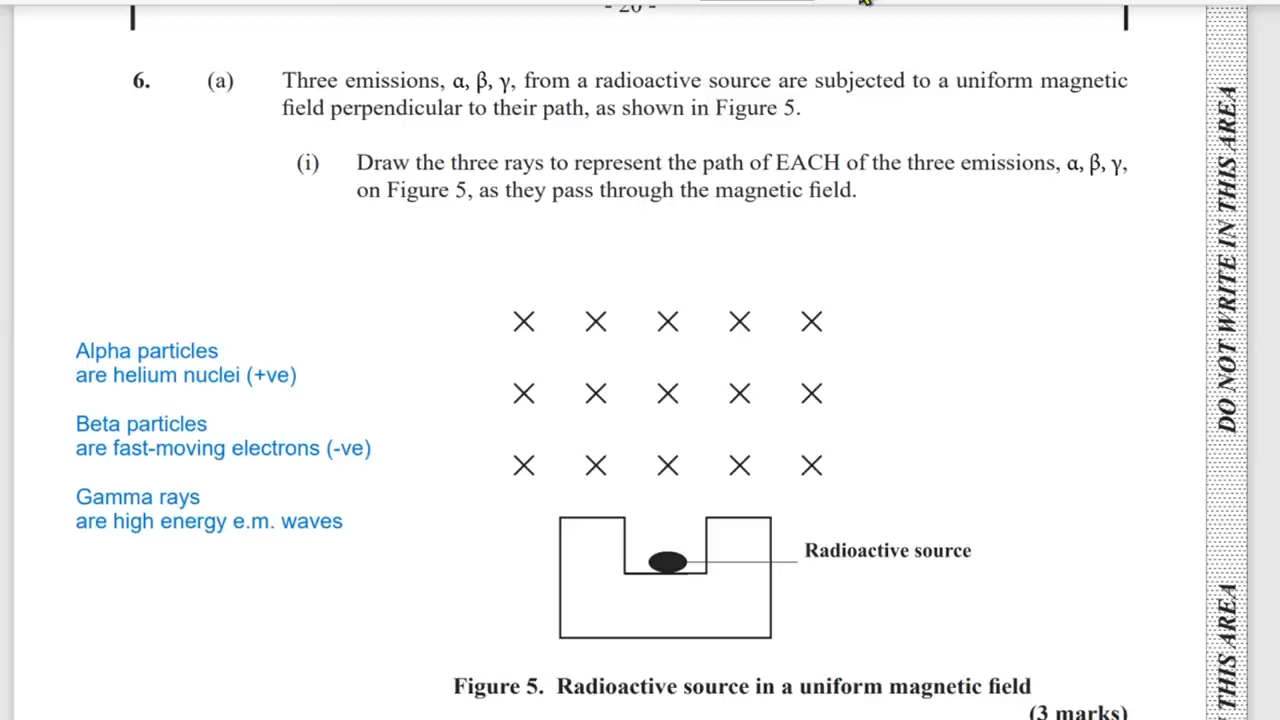 - 20 -
6. (a) Three emissions, α, β, γ, from a radioactive source are subjected to a uniform magnetic
field perpendicular to their path, as shown in Figure 5.
(i) Draw the three rays to represent the path of EACH of the three emissions, α, β, γ,
on Figure 5, as they pass through the magnetic field.
Alpha particles
are helium nuclei (+ve)
Beta particles
are fast-moving electrons (-ve)
Gamma rays
are high energy e.m. waves
Radioactive source
Figure 5. Radioactive source in a uniform magnetic field
(3 marks)
DO NOT WRITE IN THIS AREA
THIS AREA